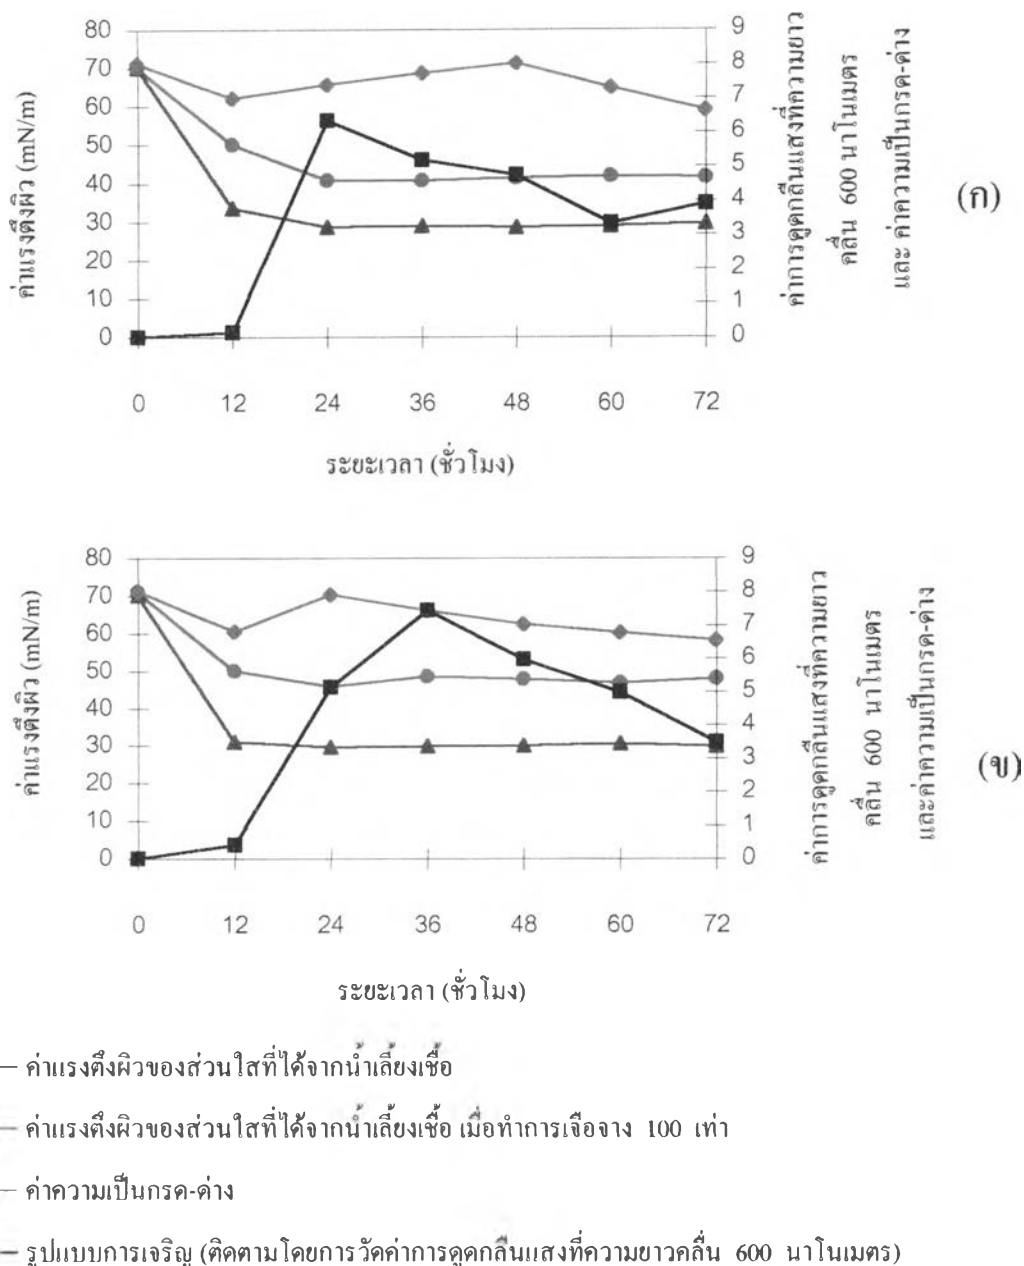 80
70
60
50
40
30
20
10
0
ค่าแรงตึงผิว (mN/m)
9
8
7
6
5
4
3
2
1
0
ค่าการดูดกลืนแสงที่ความยาว
คลื่น 600 นาโนเมตร
และ ค่าความเป็นกรด-ด่าง
(ก)
0 12 24 36 48 60 72
ระยะเวลา (ชั่วโมง)
80
70
60
50
40
30
20
10
0
ค่าแรงตึงผิว (mN/m)
9
8
7
6
5
4
3
2
1
0
ค่าการดูดกลืนแสงที่ความยาว
คลื่น 600 นาโนเมตร
และค่าความเป็นกรด-ด่าง
(ข)
0 12 24 36 48 60 72
ระยะเวลา (ชั่วโมง)
ค่าแรงตึงผิวของส่วนใสที่ได้จากน้ำเลี้ยงเชื้อ
ค่าแรงตึงผิวของส่วนใสที่ได้จากน้ำเลี้ยงเชื้อ เมื่อทำการเจือจาง 100 เท่า
ค่าความเป็นกรด-ด่าง
รูปแบบการเจริญ (ติดตามโดยการวัดค่าการดูดกลืนแสงที่ความยาวคลื่น 600 นาโนเมตร)